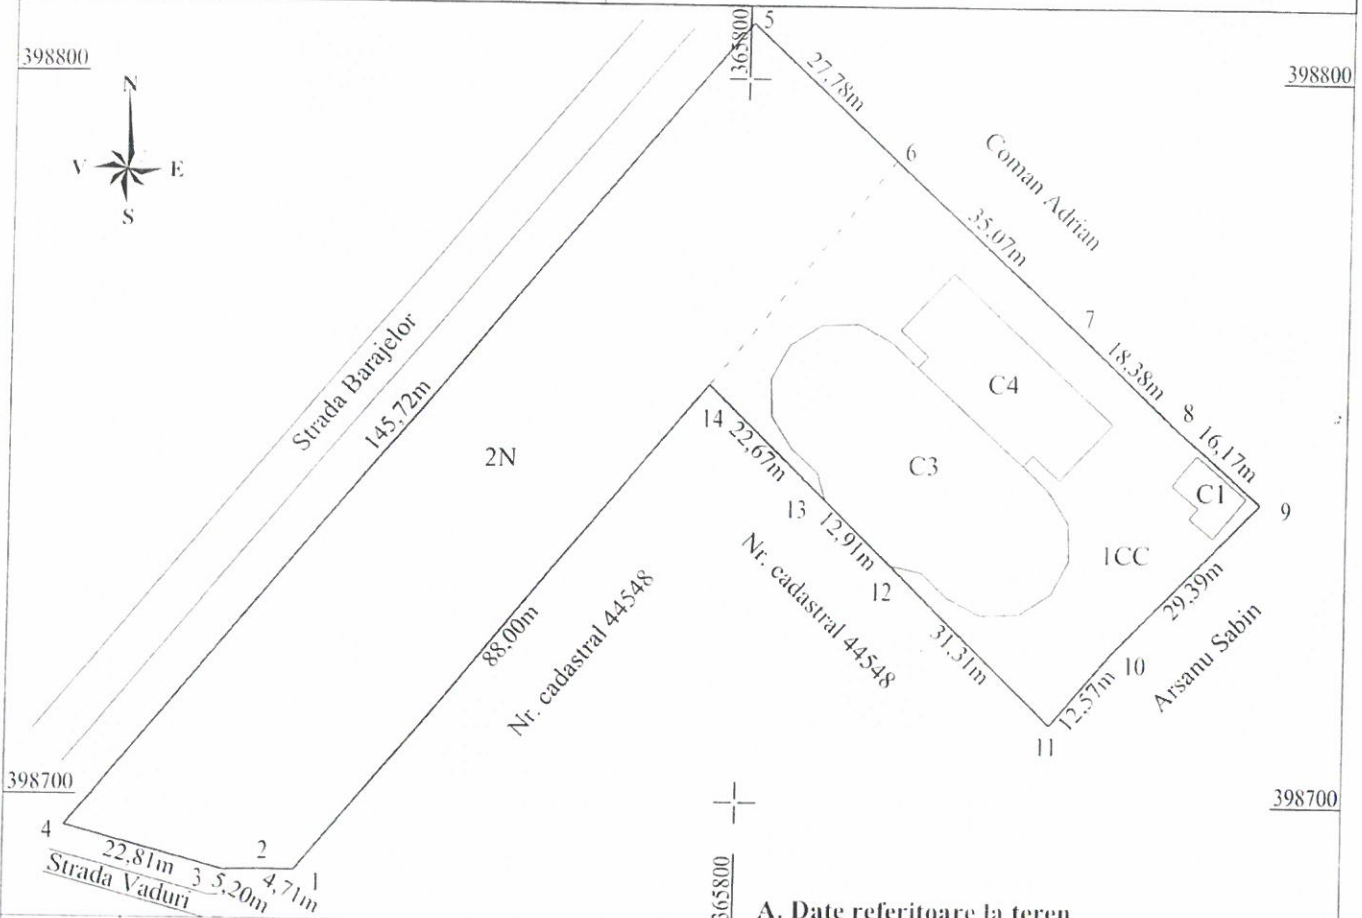 398800
365800
5
398800
N
V
E
S
27,78m
6
Coman Adrian
35,07m
7
18,38m
8
16,17m
C4
Strada Barajelor
145,72m
14
22,67m
2N
C3
C1
9
13
12,91m
Nr. cadastral 44548
1CC
29,39m
12
31,31m
88,00m
Nr. cadastral 44548
Arsanu Sabin
10
12,57m
11
398700
398700
4
22,81m
2
3
5,20m
4,71m
1
Strada Vaduri
365800
A. Date referitoare la teren